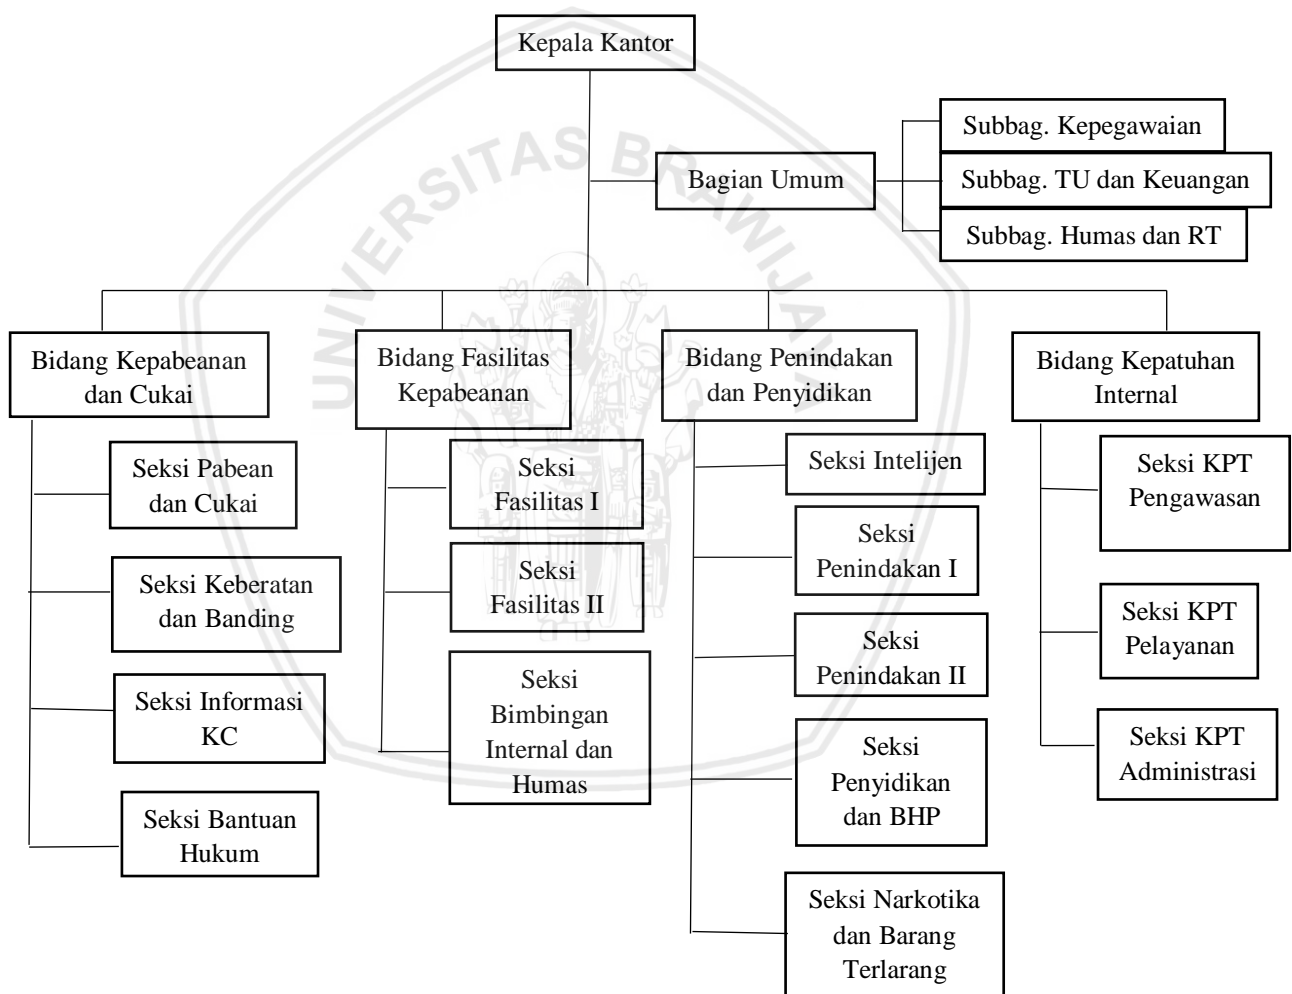 Kepala Kantor
Subbag. Kepegawaian
Bagian Umum
Subbag. TU dan Keuangan
Subbag. Humas dan RT
UNIVERSITAS BRAWIJAYA
Bidang Kepabeanan
dan Cukai
Seksi Pabean
dan Cukai
Seksi Keberatan
dan Banding
Seksi Informasi
KC
Seksi Bantuan
Hukum
Bidang Fasilitas
Kepabeanan
Seksi
Fasilitas I
Seksi
Fasilitas II
Seksi
Bimbingan
Internal dan
Humas
Bidang Penindakan
dan Penyidikan
Seksi Intelijen
Seksi
Penindakan I
Seksi
Penindakan II
Seksi
Penyidikan
dan BHP
Seksi Narkotika
dan Barang
Terlarang
Bidang Kepatuhan
Internal
Seksi KPT
Pengawasan
Seksi KPT
Pelayanan
Seksi KPT
Administrasi